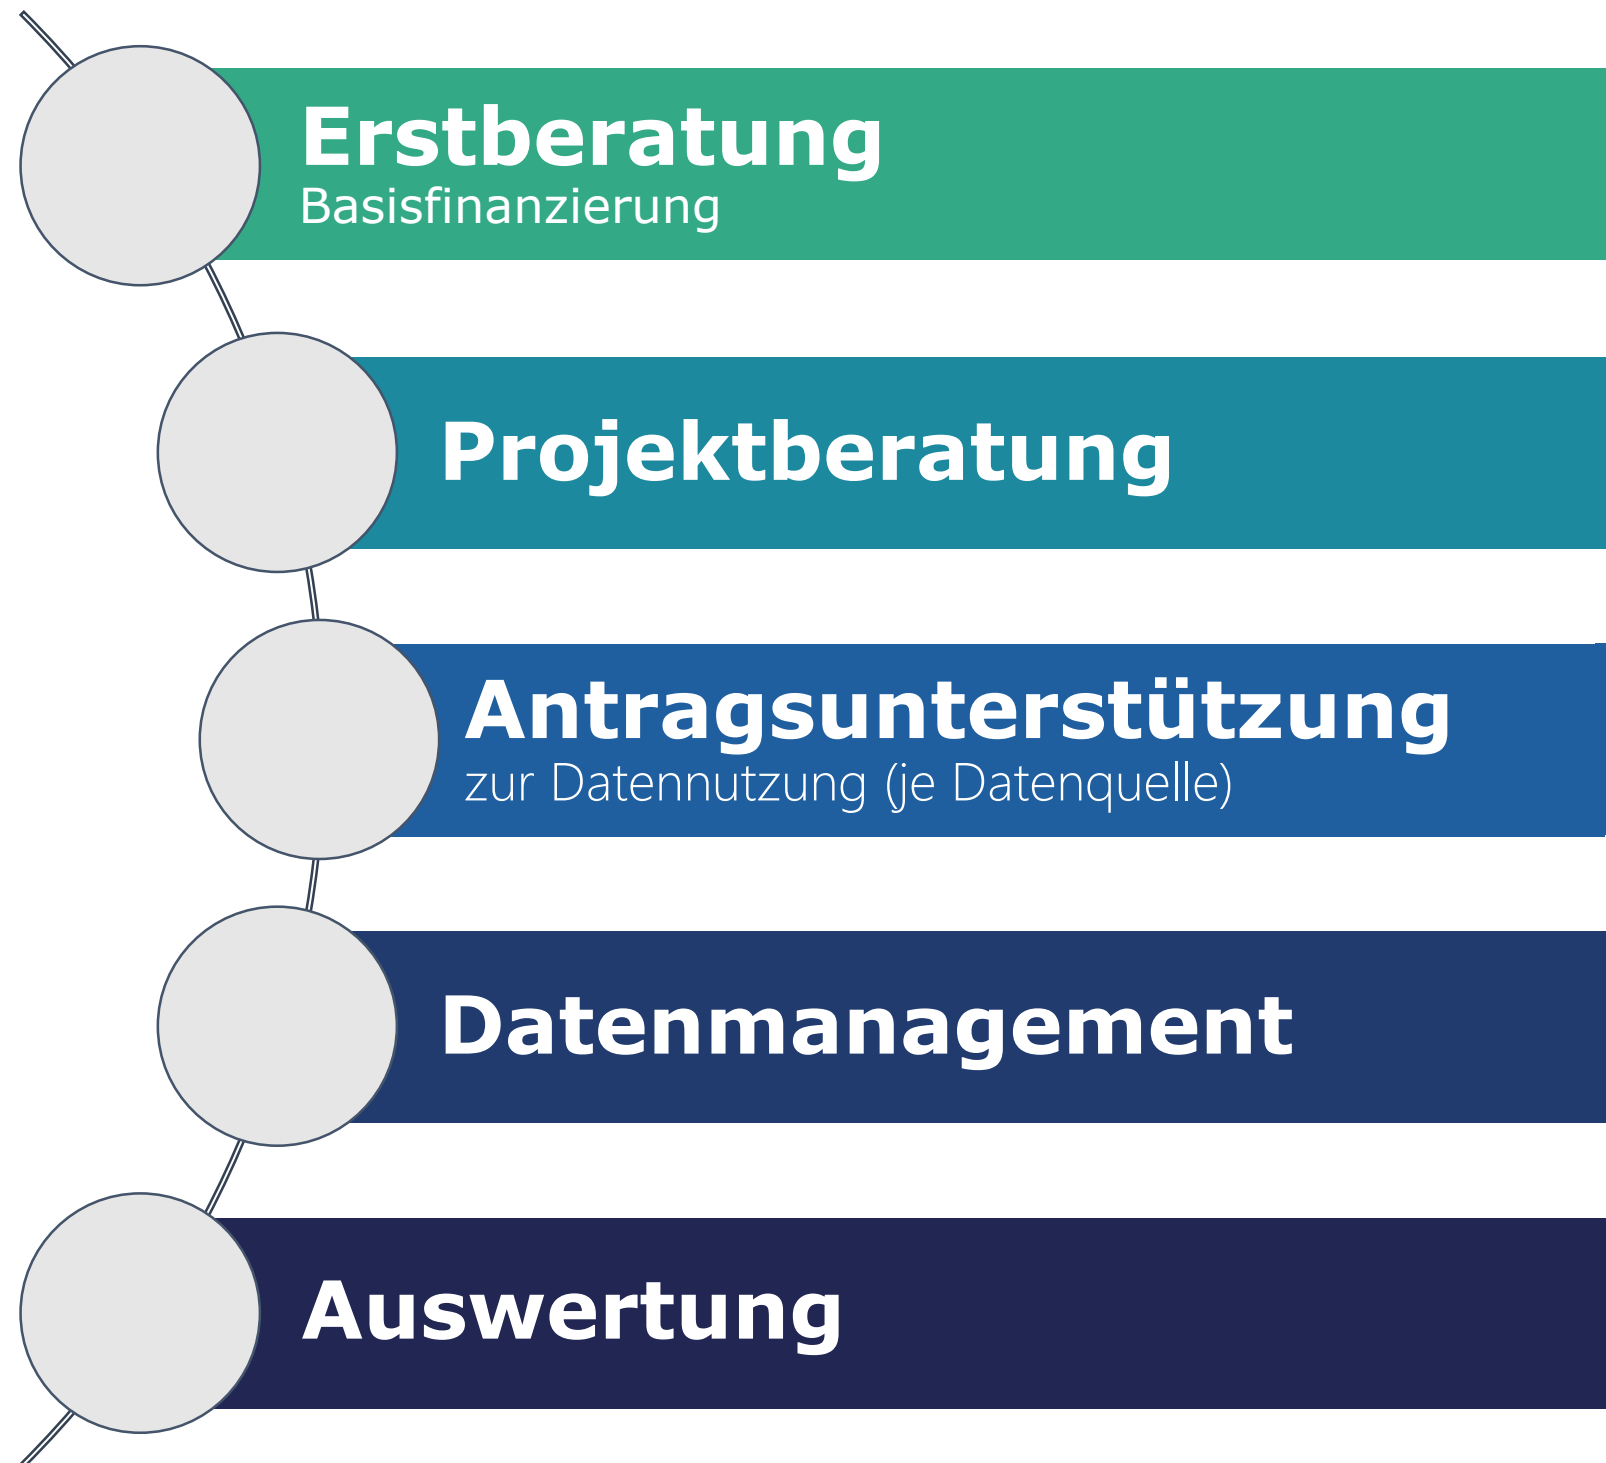 Erstberatung
Basisfinanzierung
Projektberatung
Antragsunterstützung
zur Datennutzung (je Datenquelle)
Datenmanagement
Auswertung